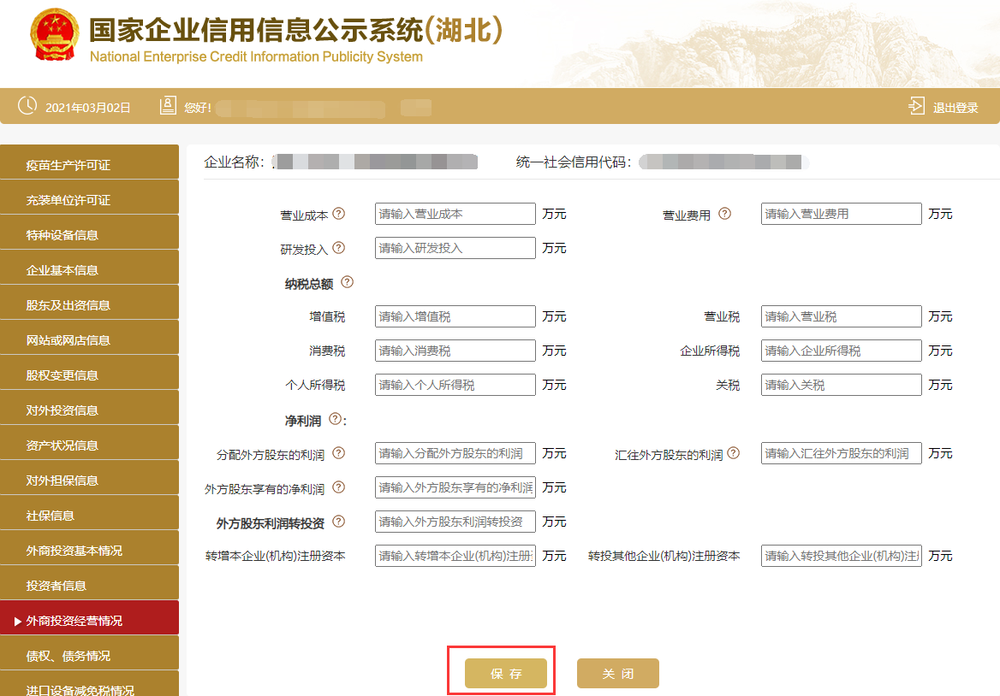 国家企业信用信息公示系统(湖北)
National Enterprise Credit Information Publicity System
2021年03月02日 您好! 退出登录
疫苗生产许可证
充装单位许可证
特种设备信息
企业基本信息
股东及出资信息
网站或网店信息
股权变更信息
对外投资信息
资产状况信息
对外担保信息
社保信息
外商投资基本情况
投资者信息
外商投资经营情况
债权、债务情况
进口设备减免税情况
企业名称： 统一社会信用代码：
营业成本 ? 请输入营业成本 万元 营业费用 ? 请输入营业费用 万元
研发投入 ? 请输入研发投入 万元
纳税总额 ?
增值税 请输入增值税 万元 营业税 请输入营业税 万元
消费税 请输入消费税 万元 企业所得税 请输入企业所得税 万元
个人所得税 请输入个人所得税 万元 关税 请输入关税 万元
净利润 ? :
分配外方股东的利润 ? 请输入分配外方股东的利润 万元 汇往外方股东的利润 ? 请输入汇往外方股东的利润 万元
外方股东享有的净利润 ? 请输入外方股东享有的净利润 万元
外方股东利润转投资 ? 请输入外方股东利润转投资 万元
转增本企业(机构)注册资本 请输入转增本企业(机构)注册 万元 转投其他企业(机构)注册资本 请输入转投其他企业(机构)注 万元
保 存 关 闭